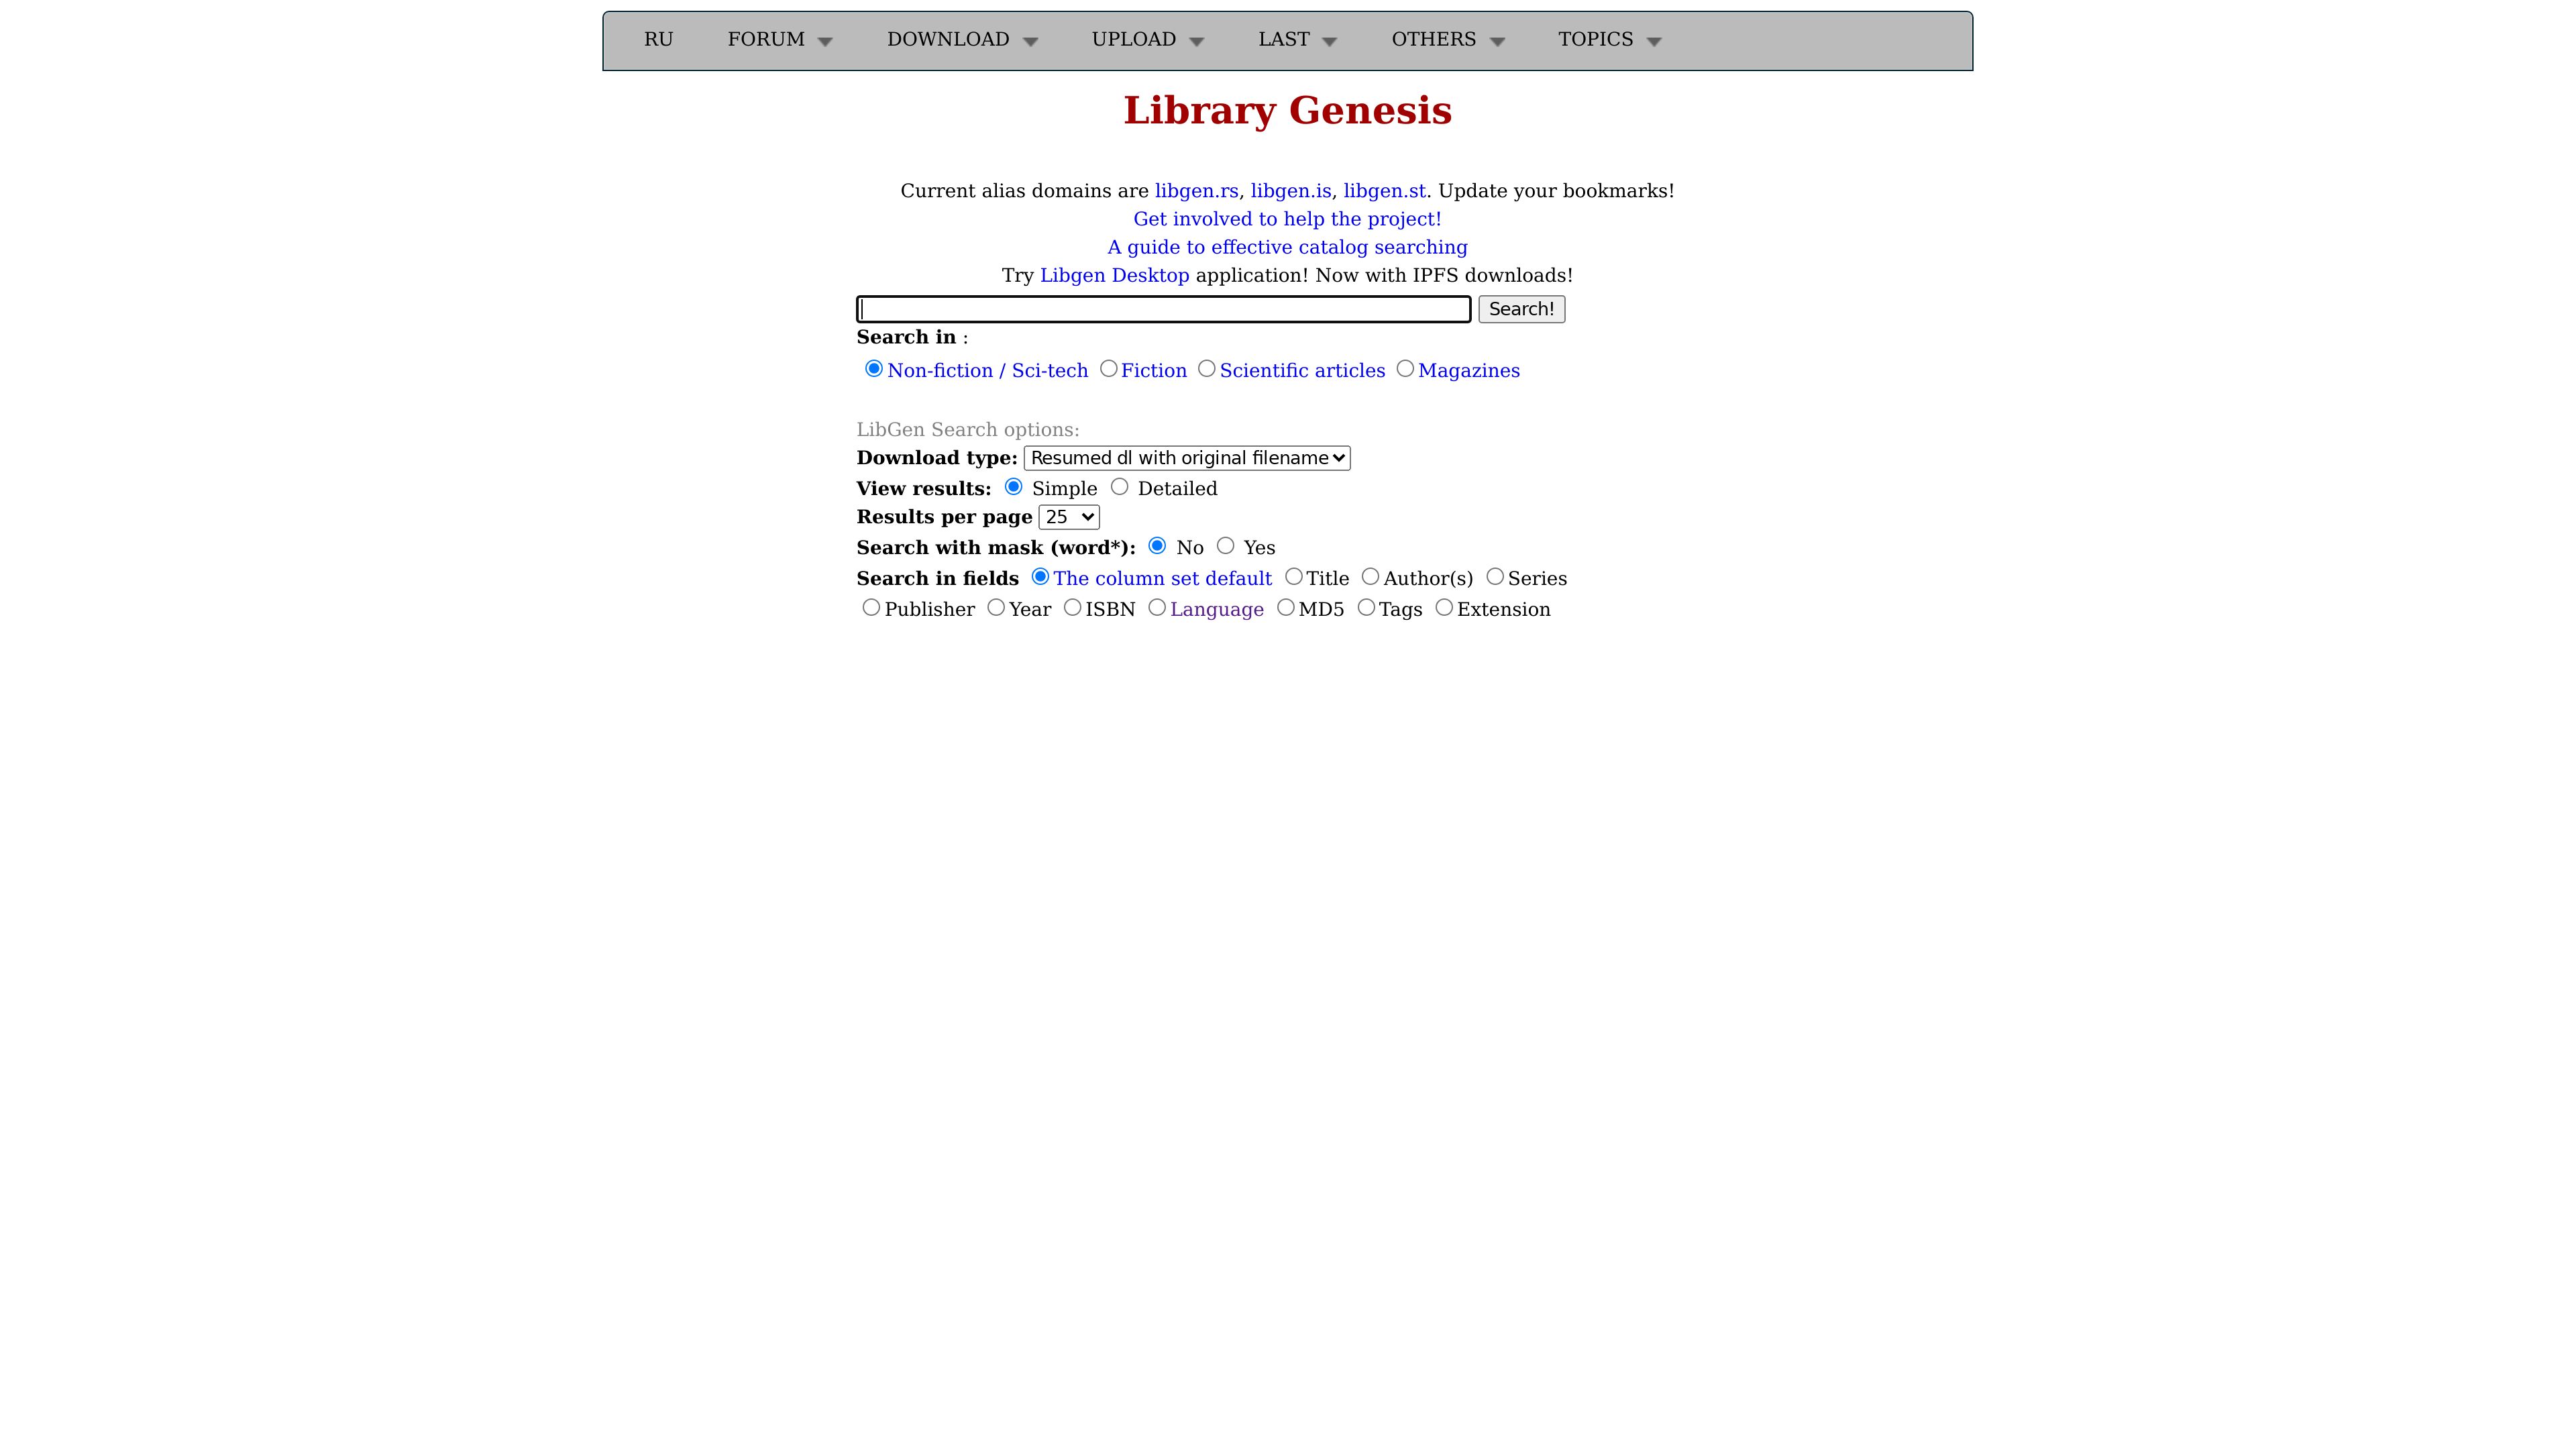 RU FORUM DOWNLOAD UPLOAD LAST OTHERS TOPICS
Library Genesis
Current alias domains are libgen.rs, libgen.is, libgen.st. Update your bookmarks!
Get involved to help the project!
A guide to effective catalog searching
Try Libgen Desktop application! Now with IPFS downloads!
Search!
Search in :
Non-fiction / Sci-tech Fiction Scientific articles Magazines
LibGen Search options:
Download type: Resumed dl with original filename
View results: Simple Detailed
Results per page 25
Search with mask (word*): No Yes
Search in fields The column set default Title Author(s) Series
Publisher Year ISBN Language MD5 Tags Extension